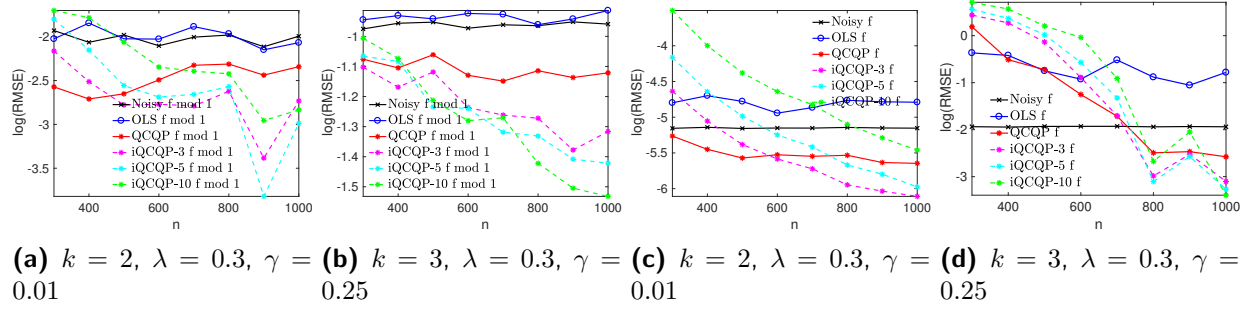 -2
-2.5
-3
-3.5
log(RMSE)
Noisy f mod 1
OLS f mod 1
QCQP f mod 1
iQCQP-3 f mod 1
iQCQP-5 f mod 1
iQCQP-10 f mod 1
400 600 800 1000
n
-0.9
-1
-1.1
-1.2
-1.3
-1.4
-1.5
log(RMSE)
Noisy f mod 1
OLS f mod 1
QCQP f mod 1
iQCQP-3 f mod 1
iQCQP-5 f mod 1
iQCQP-10 f mod 1
400 600 800 1000
n
-4
-4.5
-5
-5.5
-6
log(RMSE)
Noisy f
OLS f
QCQP f
iQCQP-3 f
iQCQP-5 f
iQCQP-10 f
400 600 800 1000
n
0
-1
-2
-3
log(RMSE)
Noisy f
OLS f
QCQP f
iQCQP-3 f
iQCQP-5 f
iQCQP-10 f
400 600 800 1000
n
(a) k = 2, λ = 0.3, γ =
0.01
(b) k = 3, λ = 0.3, γ =
0.25
(c) k = 2, λ = 0.3, γ =
0.01
(d) k = 3, λ = 0.3, γ =
0.25